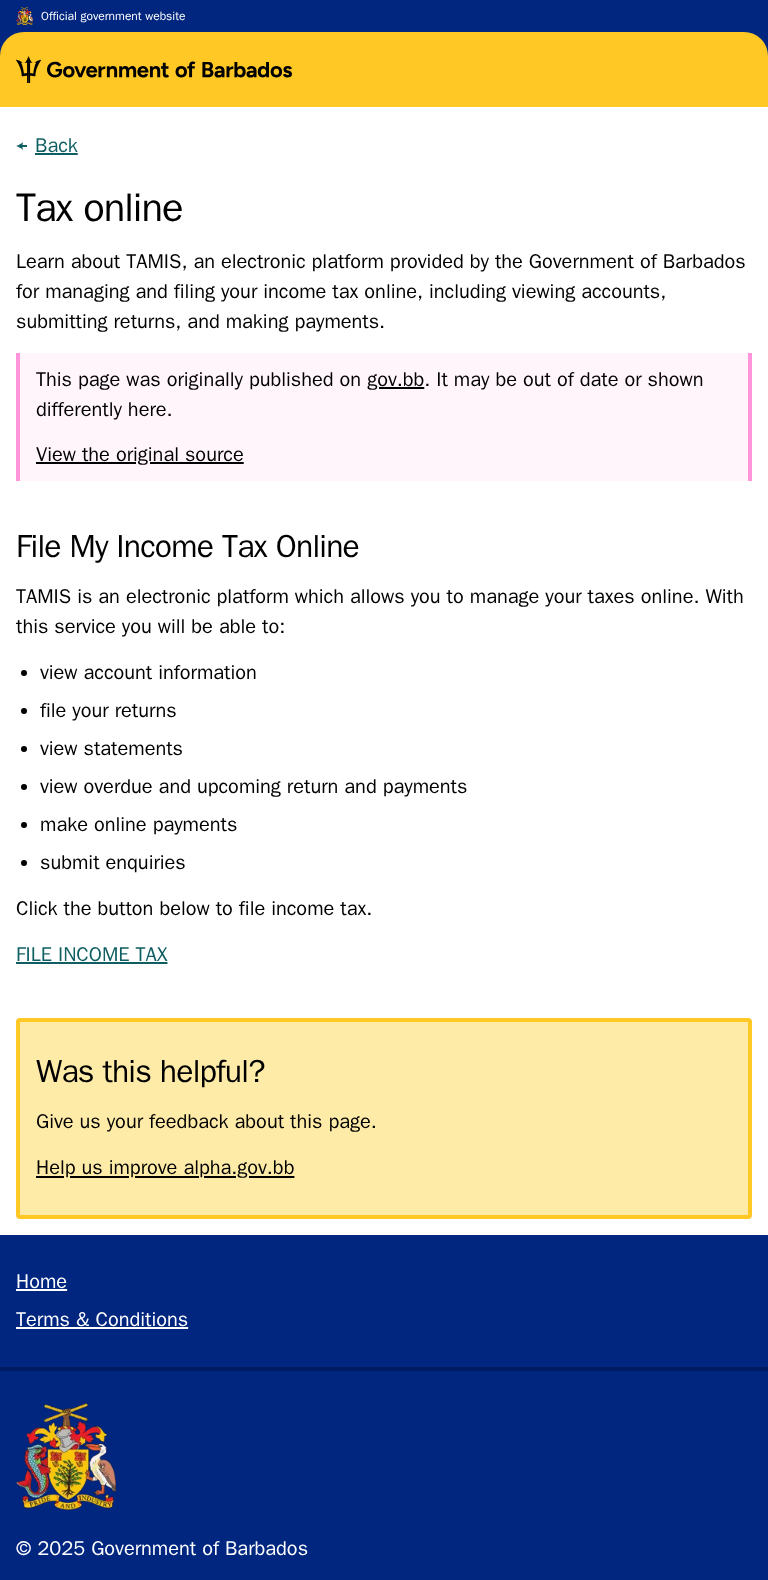 Official government website
Government of Barbados
Back
Tax online
Learn about TAMIS, an electronic platform provided by the Government of Barbados
for managing and filing your income tax online, including viewing accounts,
submitting returns, and making payments.
This page was originally published on gov.bb. It may be out of date or shown
differently here.
View the original source
File My Income Tax Online
TAMIS is an electronic platform which allows you to manage your taxes online. With
this service you will be able to:
• view account information
• file your returns
• view statements
• view overdue and upcoming return and payments
• make online payments
• submit enquiries
Click the button below to file income tax.
FILE INCOME TAX
Was this helpful?
Give us your feedback about this page.
Help us improve alpha.gov.bb
Home
Terms & Conditions
PRIDE AND INDUSTRY
© 2025 Government of Barbados